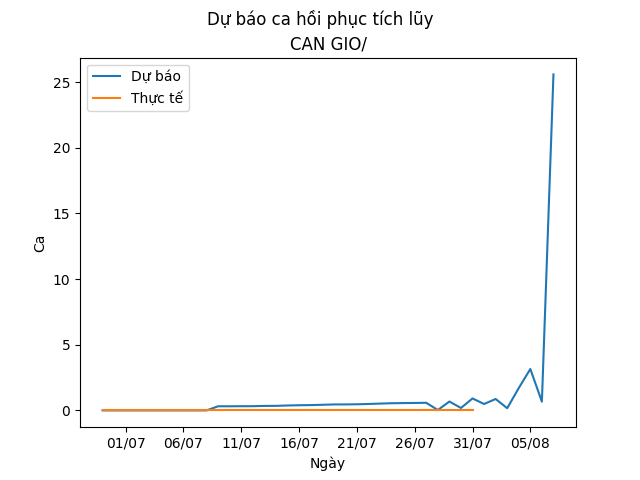 Dự báo ca hồi phục tích lũy
CAN GIO/
Dự báo
Thực tế
25
20
15
10
5
0
Ca
01/07 06/07 11/07 16/07 21/07 26/07 31/07 05/08
Ngày